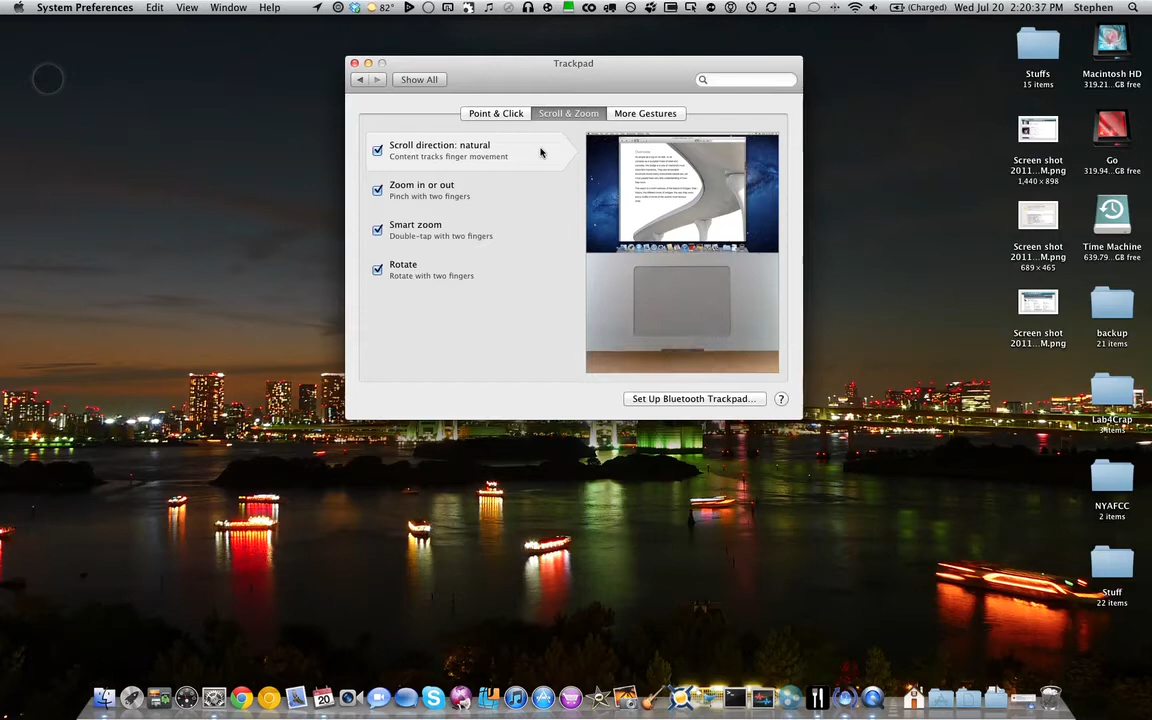 System Preferences Edit View Window Help 82° (Charged) Wed Jul 20 2:20:37 PM Stephen
Trackpad
Show All
Point & Click Scroll & Zoom More Gestures
Scroll direction: natural
Content tracks finger movement
Zoom in or out
Pinch with two fingers
Smart zoom
Double-tap with two fingers
Rotate
Rotate with two fingers
Set Up Bluetooth Trackpad... ?
Stuffs
15 items
Macintosh HD
319.21...GB free
Screen shot
2011...M.png
1,440 × 898
Go
319.94...GB free
Screen shot
2011...M.png
689 × 465
Time Machine
639.79...GB free
Screen shot
2011...M.png
backup
21 items
Lab4Crap
3 items
NYAFCC
2 items
Stuff
22 items
20